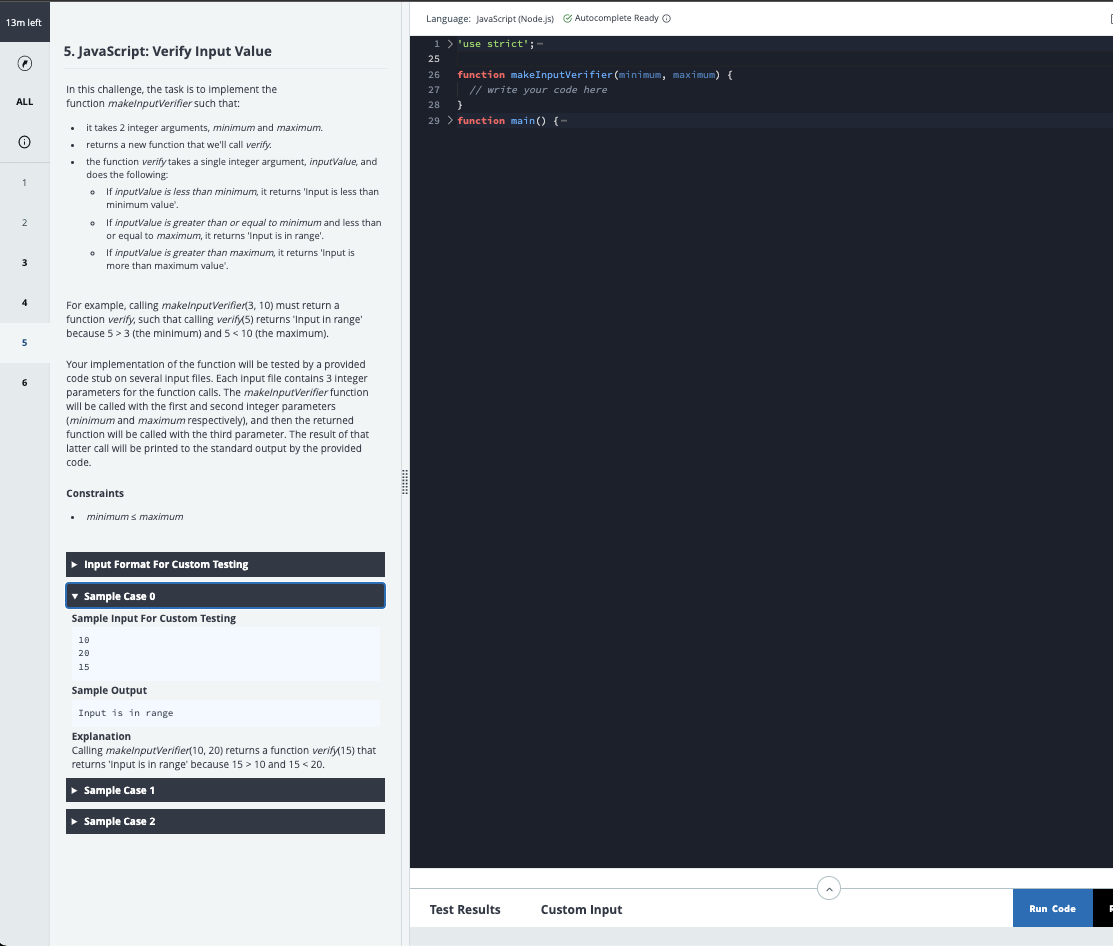 13m left
ALL
1
2
3
4
5
6
5. JavaScript: Verify Input Value
In this challenge, the task is to implement the
function makeInputVerifier such that:
• it takes 2 integer arguments, minimum and maximum.
• returns a new function that we'll call verify.
• the function verify takes a single integer argument, inputValue, and
does the following:
If inputValue is less than minimum, it returns 'Input is less than
minimum value'.
If inputValue is greater than or equal to minimum and less than
or equal to maximum, it returns 'Input is in range'.
If inputValue is greater than maximum, it returns 'Input is
more than maximum value'.
For example, calling makeInputVerifier(3, 10) must return a
function verify, such that calling verify(5) returns 'Input in range'
because 5 > 3 (the minimum) and 5 < 10 (the maximum).
Your implementation of the function will be tested by a provided
code stub on several input files. Each input file contains 3 integer
parameters for the function calls. The makeInputVerifier function
will be called with the first and second integer parameters
(minimum and maximum respectively), and then the returned
function will be called with the third parameter. The result of that
latter call will be printed to the standard output by the provided
code.
Constraints
• minimum ≤ maximum
Input Format For Custom Testing
Sample Case 0
Sample Input For Custom Testing
10
20
15
Sample Output
Input is in range
Explanation
Calling makeInputVerifier(10, 20) returns a function verify(15) that
returns 'Input is in range' because 15 > 10 and 15 < 20.
Sample Case 1
Sample Case 2
Language: JavaScript (Node.js) Autocomplete Ready
1 'use strict';
25
26 function makeInputVerifier(minimum, maximum) {
27 // write your code here
28 }
29 function main() {
Test Results Custom Input Run Code